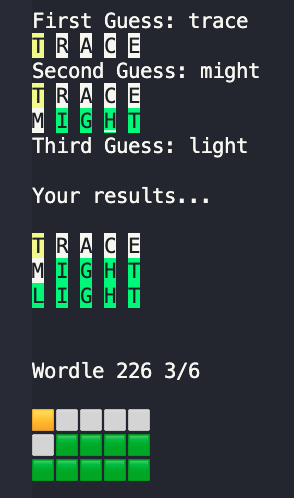 First Guess: trace
T R A C E
Second Guess: might
T R A C E
M I G H T
Third Guess: light
Your results...
T R A C E
M I G H T
L I G H T
Wordle 226 3/6